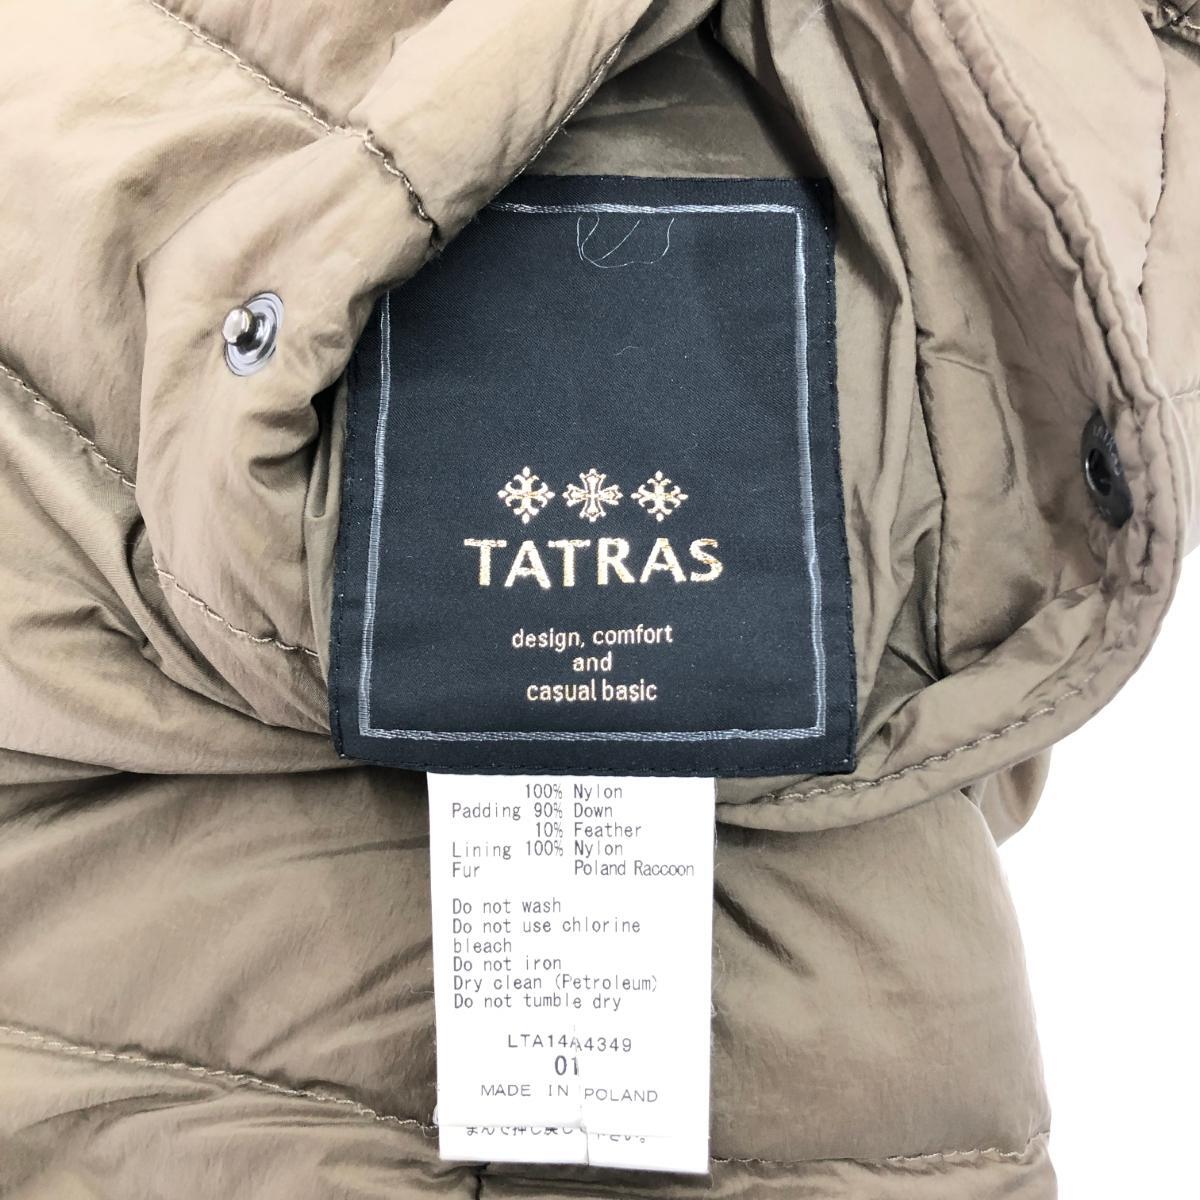 TATRAS
design, comfort
and
casual basic
100% Nylon
Padding 90% Down
10% Feather
Lining 100% Nylon
Fur Poland Raccoon
Do not wash
Do not use chlorine
bleach
Do not iron
Dry clean (Petroleum)
Do not tumble dry
LTA14A4349
01
MADE IN POLAND